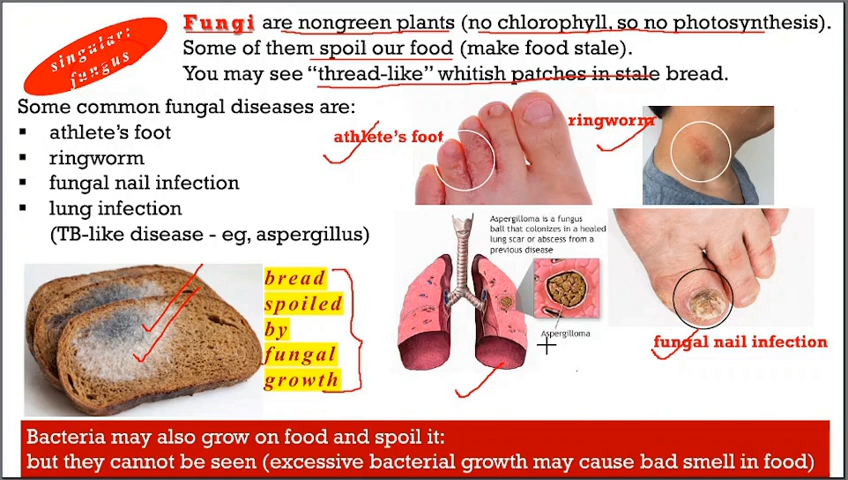 singular:
fungus
Fungi are nongreen plants (no chlorophyll, so no photosynthesis).
Some of them spoil our food (make food stale).
You may see “thread-like” whitish patches in stale bread.
Some common fungal diseases are:
▪ athlete's foot
▪ ringworm
▪ fungal nail infection
▪ lung infection
(TB-like disease - eg, aspergillus)
athlete's foot
ringworm
Aspergilloma is a fungus
ball that colonizes in a healed
lung scar or abscess from a
previous disease
Aspergilloma
fungal nail infection
bread
spoiled
by
fungal
growth
Bacteria may also grow on food and spoil it:
but they cannot be seen (excessive bacterial growth may cause bad smell in food)